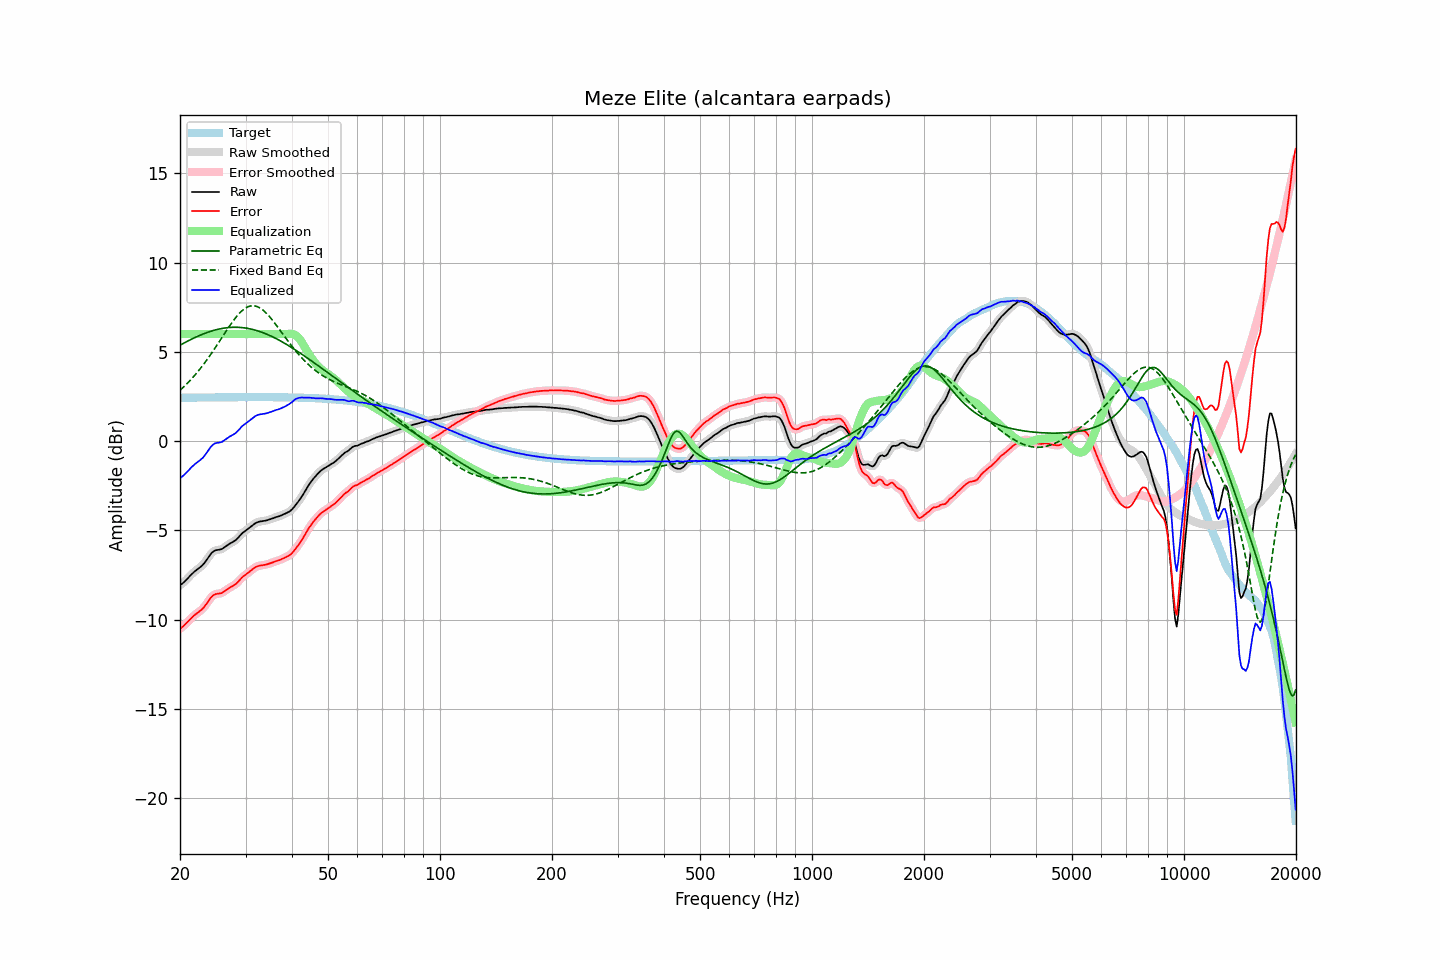 Meze Elite (alcantara earpads)
Target
Raw Smoothed
Error Smoothed
Raw
Error
Equalization
Parametric Eq
Fixed Band Eq
Equalized
15
10
5
0
−5
−10
−15
−20
Amplitude (dBr)
20 50 100 200 500 1000 2000 5000 10000 20000
Frequency (Hz)